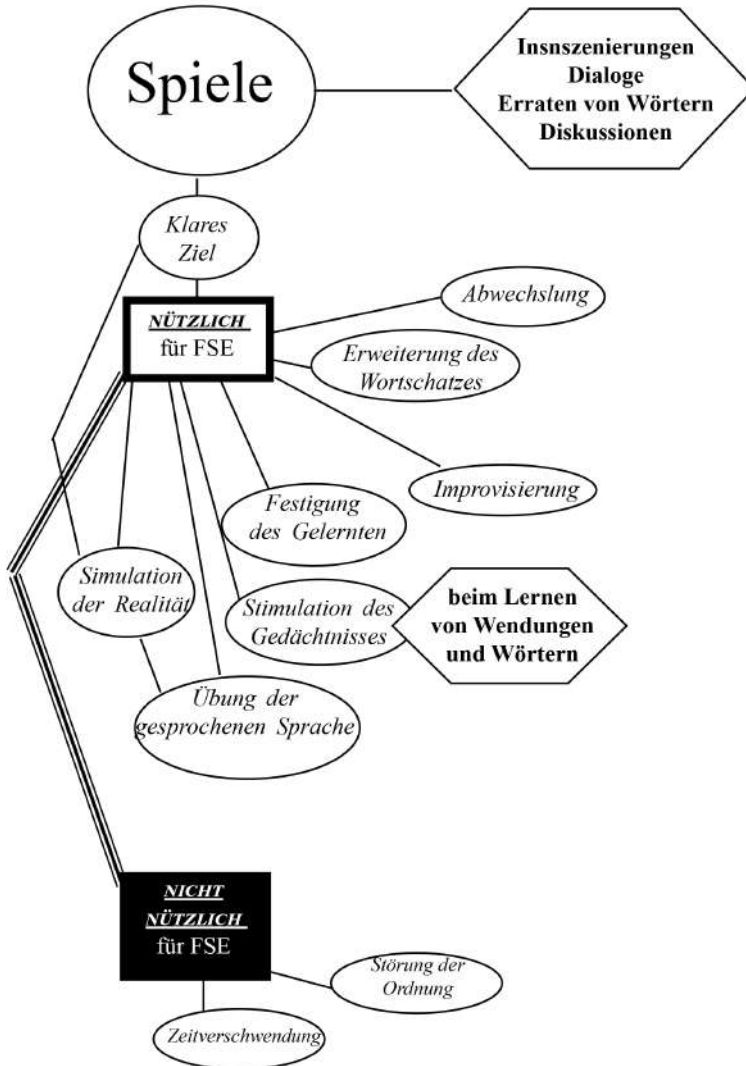 Spiele
Insnszenierungen
Dialoge
Erraten von Wörtern
Diskussionen
Klares
Ziel
NÜTZLICH
für FSE
Abwechslung
Erweiterung des
Wortschatzes
Improvisierung
Festigung
des Gelernten
Simulation
der Realität
Stimulation des
Gedächtnisses
beim Lernen
von Wendungen
und Wörtern
Übung der
gesprochenen Sprache
NICHT
NÜTZLICH
für FSE
Störung der
Ordnung
Zeitverschwendung